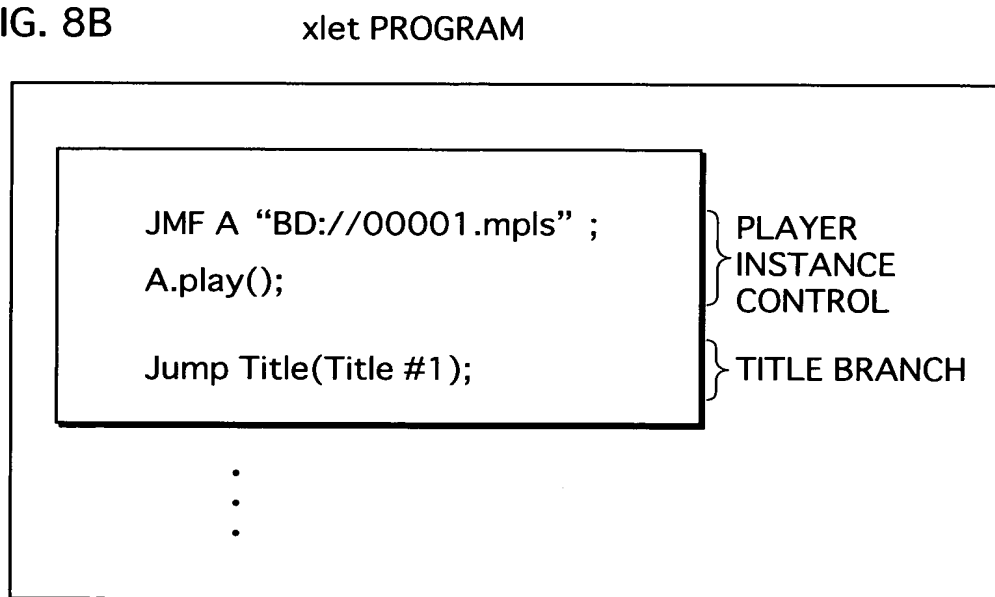 IG. 8B
xlet PROGRAM
JMF A “BD://00001.mpls” ;
A.play();
PLAYER
INSTANCE
CONTROL
Jump Title(Title #1);
TITLE BRANCH